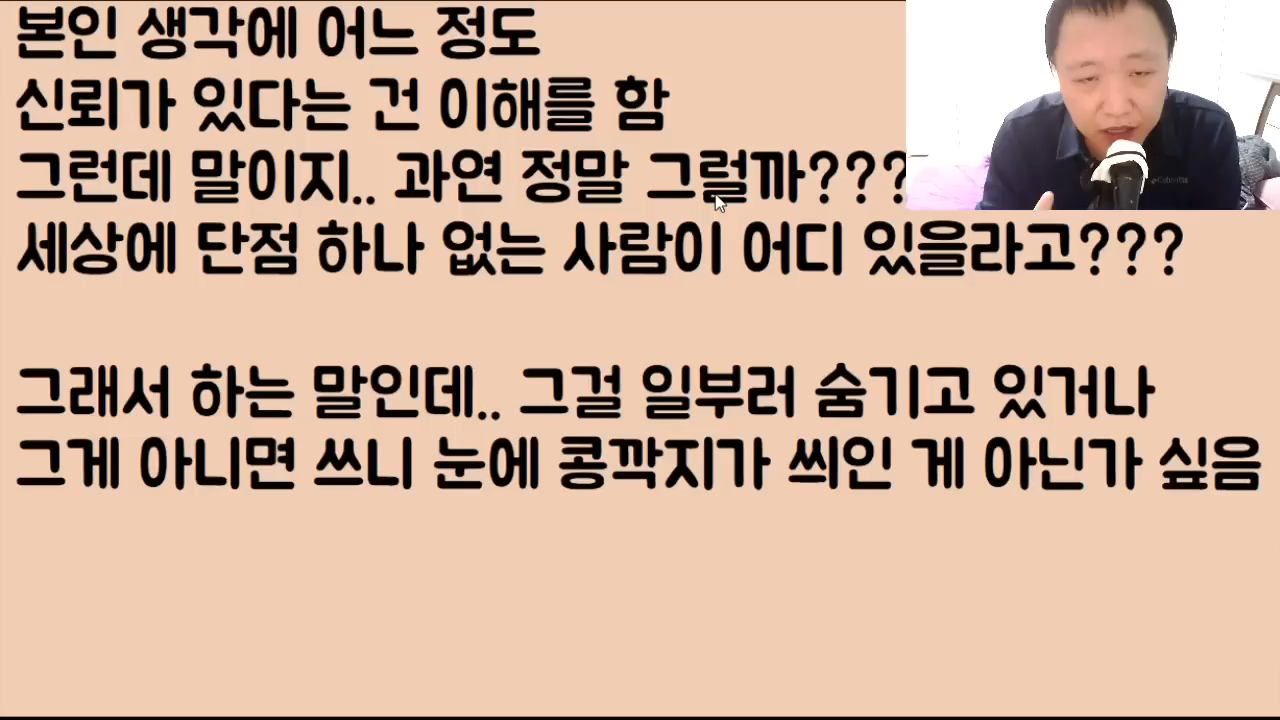 본인 생각에 어느 정도
신뢰가 있다는 건 이해를 함
그런데 말이지.. 과연 정말 그럴까???
세상에 단점 하나 없는 사람이 어디 있을라고???
그래서 하는 말인데.. 그걸 일부러 숨기고 있거나
그게 아니면 쓰니 눈에 콩깍지가 씌인 게 아닌가 싶음
Columbia